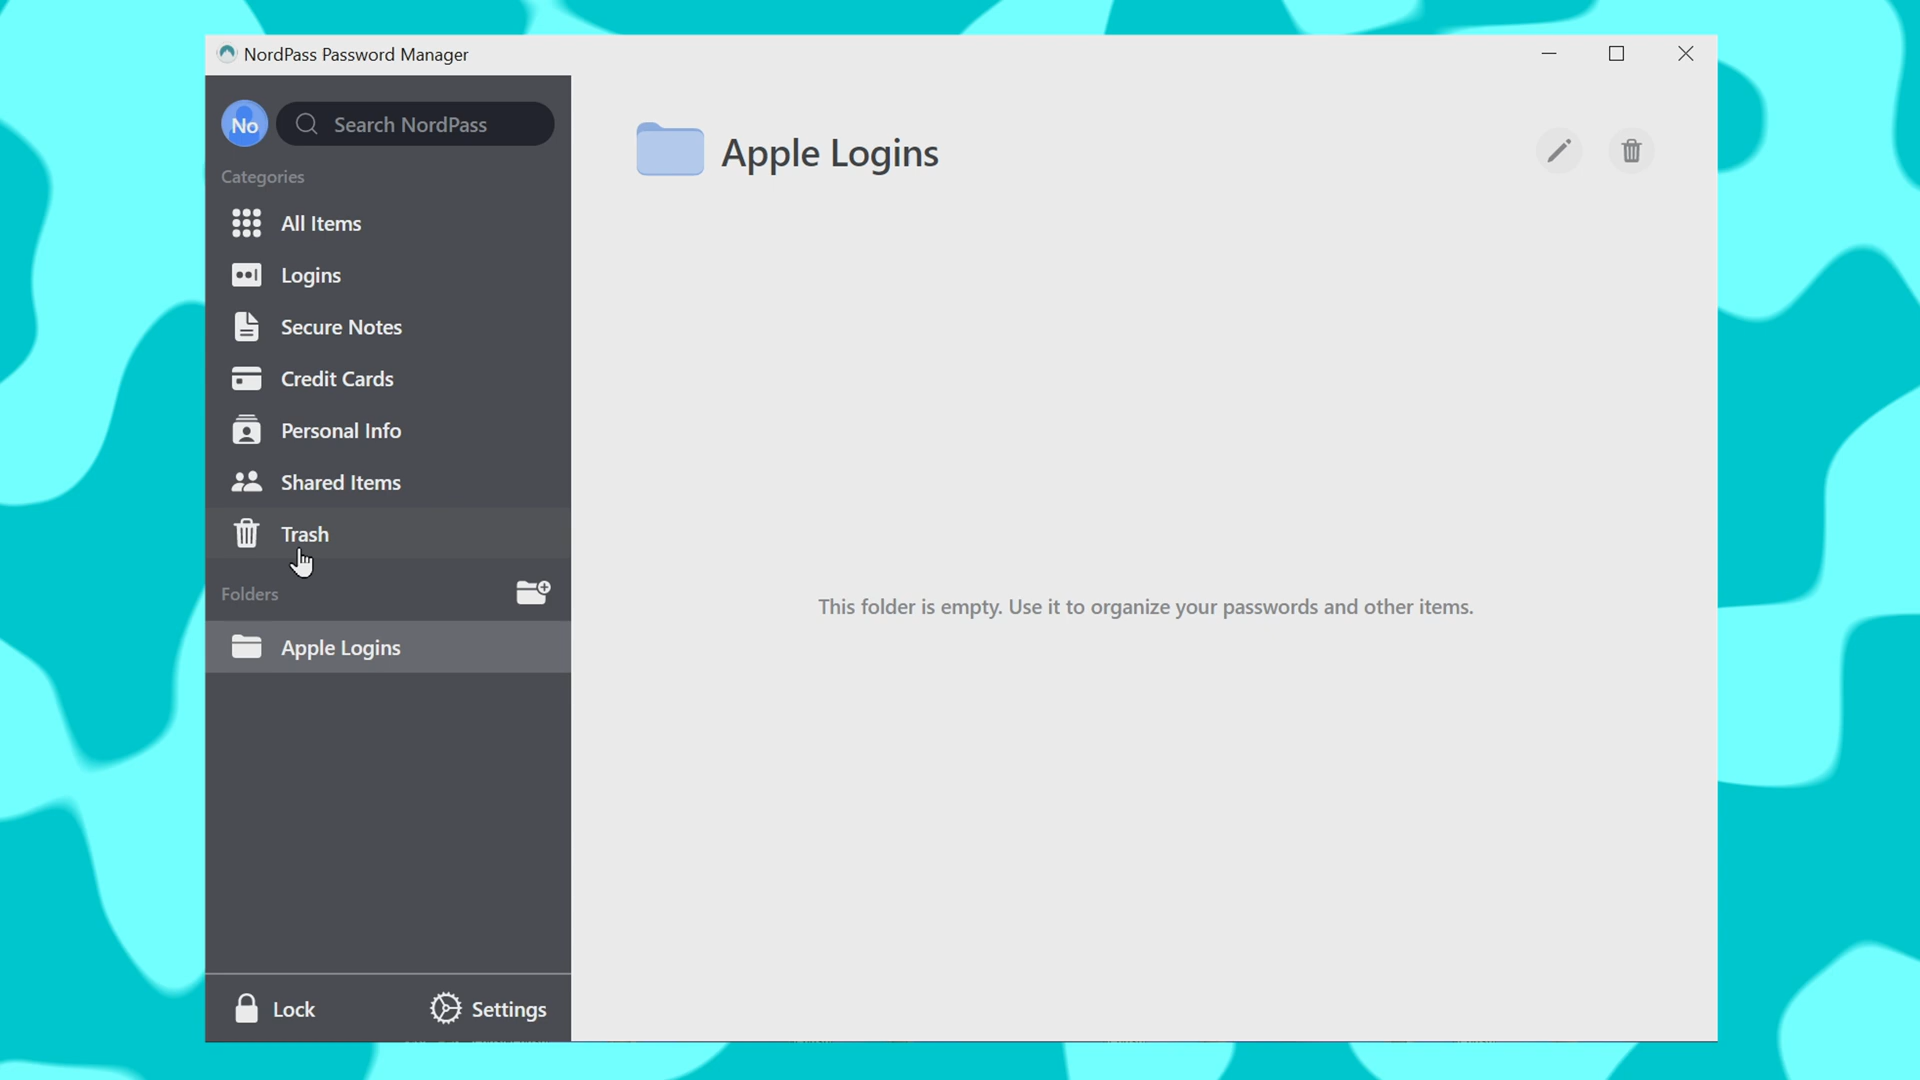 NordPass Password Manager
No
Search NordPass
Categories
All Items
Logins
Secure Notes
Credit Cards
Personal Info
Shared Items
Trash
Folders
Apple Logins
Lock
Settings
Apple Logins
This folder is empty. Use it to organize your passwords and other items.